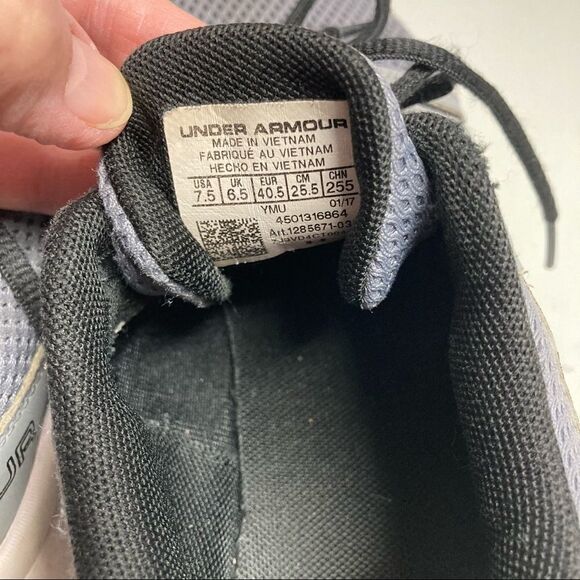 UNDER ARMOUR
MADE IN VIETNAM
FABRIQUÉ AU VIETNAM
HECHO EN VIETNAM
USA UK EUR CM CHN
7.5 6.5 40.5 25.5 255
YMU 01/17
4501316864
Art.1285671-03
UR